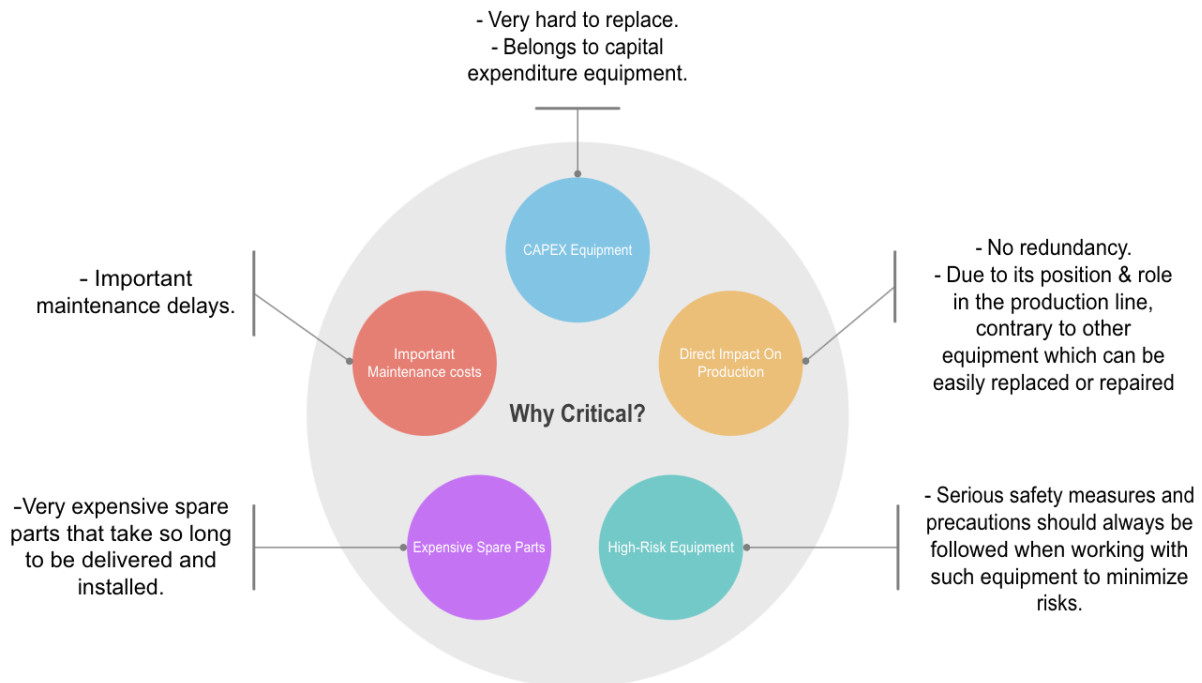 - Very hard to replace.
- Belongs to capital
expenditure equipment.
CAPEX Equipment
- No redundancy.
- Due to its position & role
in the production line,
contrary to other
equipment which can be
easily replaced or repaired
- Important
maintenance delays.
Important
Maintenance costs
Direct Impact On
Production
Why Critical?
-Very expensive spare
parts that take so long
to be delivered and
installed.
Expensive Spare Parts
High-Risk Equipment
- Serious safety measures and
precautions should always be
followed when working with
such equipment to minimize
risks.